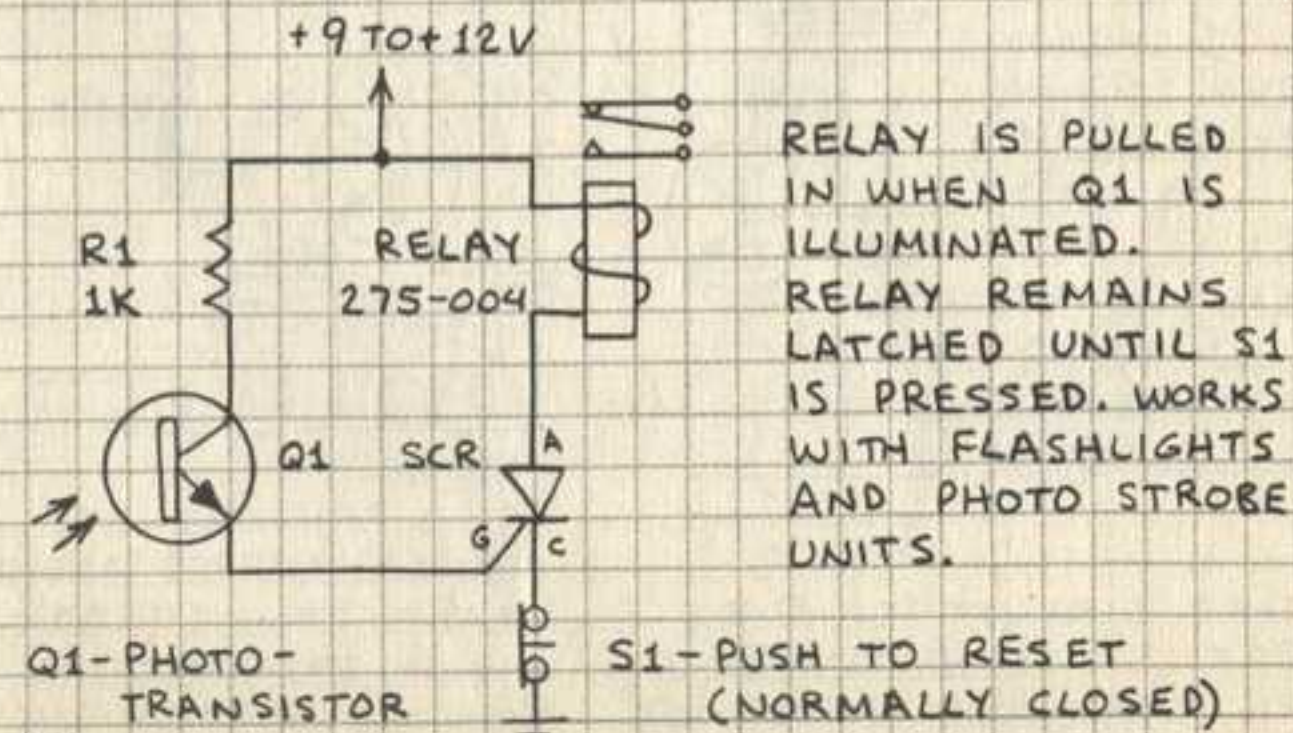 +9 TO +12V
R1
1K
RELAY
275-004
Q1
SCR
A
G
C
RELAY IS PULLED
IN WHEN Q1 IS
ILLUMINATED.
RELAY REMAINS
LATCHED UNTIL S1
IS PRESSED. WORKS
WITH FLASHLIGHTS
AND PHOTO STROBE
UNITS.
Q1-PHOTO-
TRANSISTOR
S1-PUSH TO RESET
(NORMALLY CLOSED)